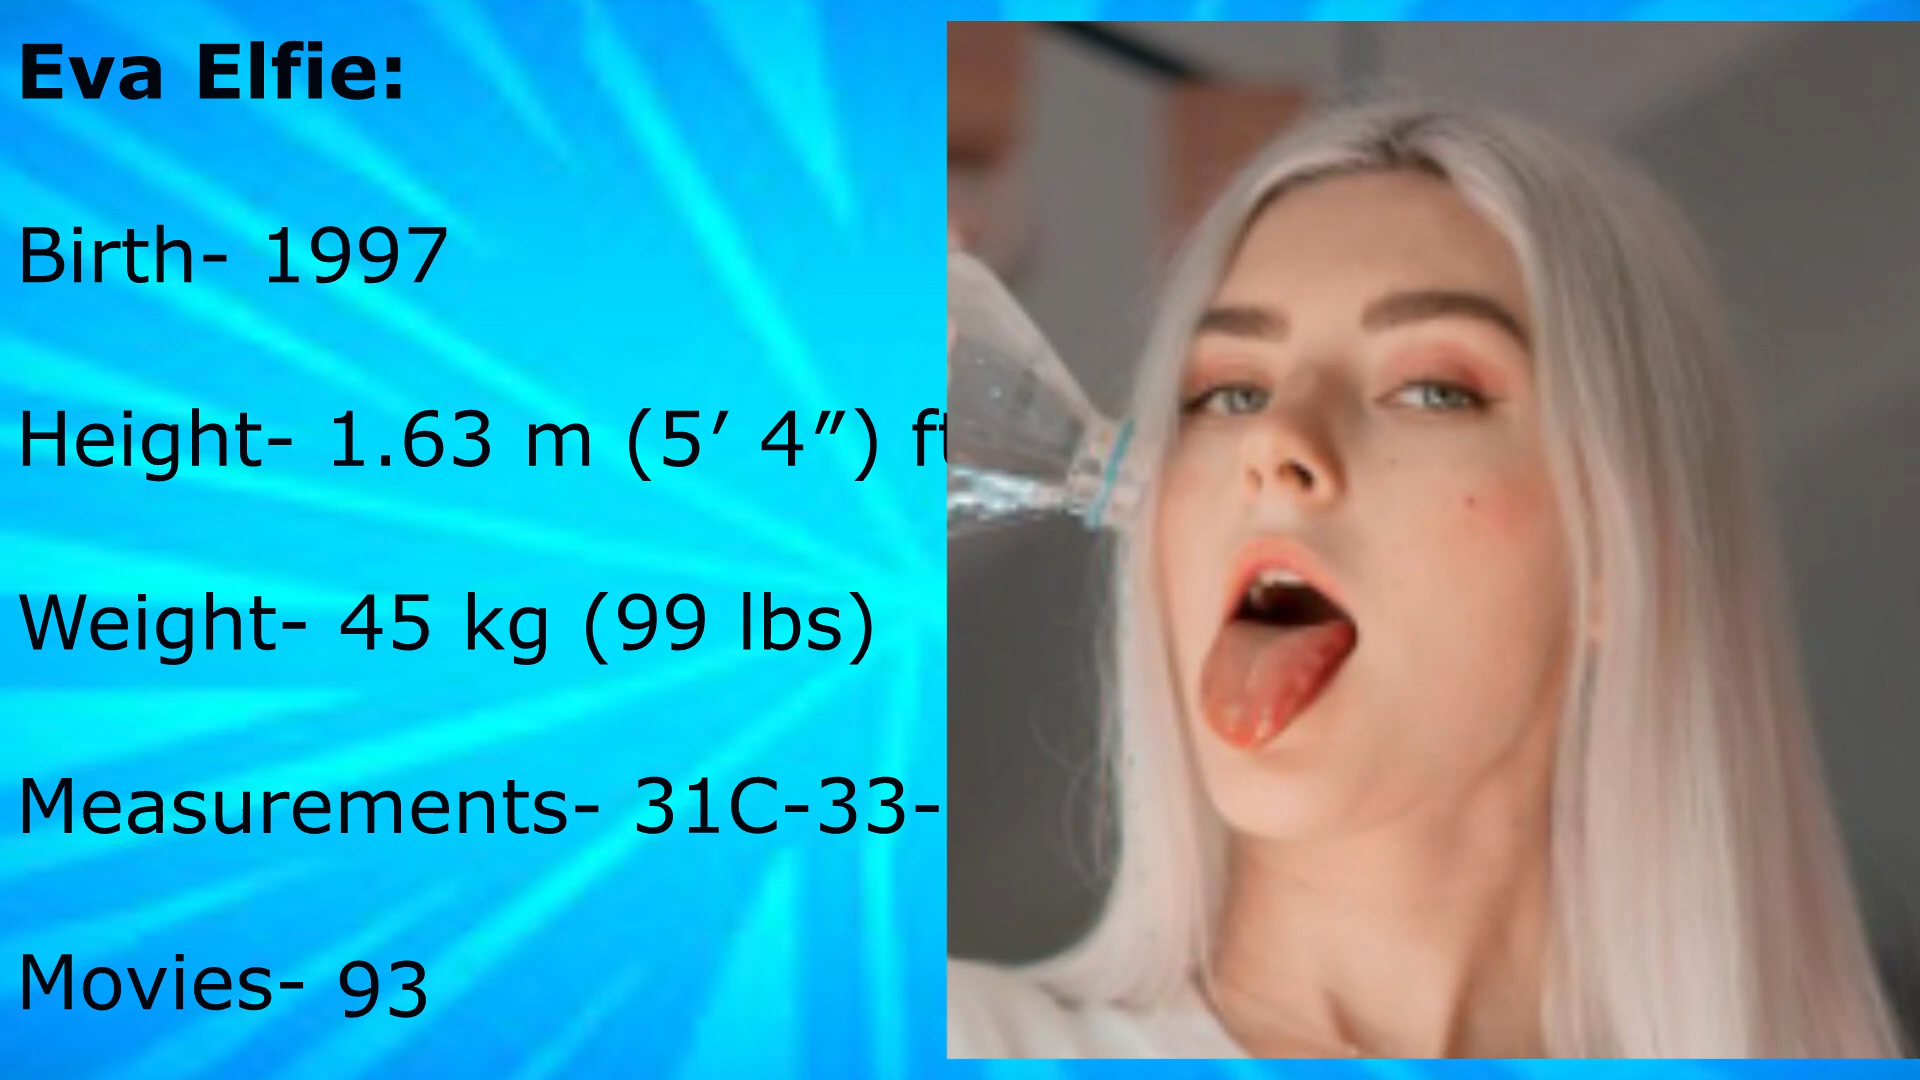 Eva Elfie:
Birth- 1997
Height- 1.63 m (5′ 4″) ft
Weight- 45 kg (99 lbs)
Measurements- 31C-33-
Movies- 93